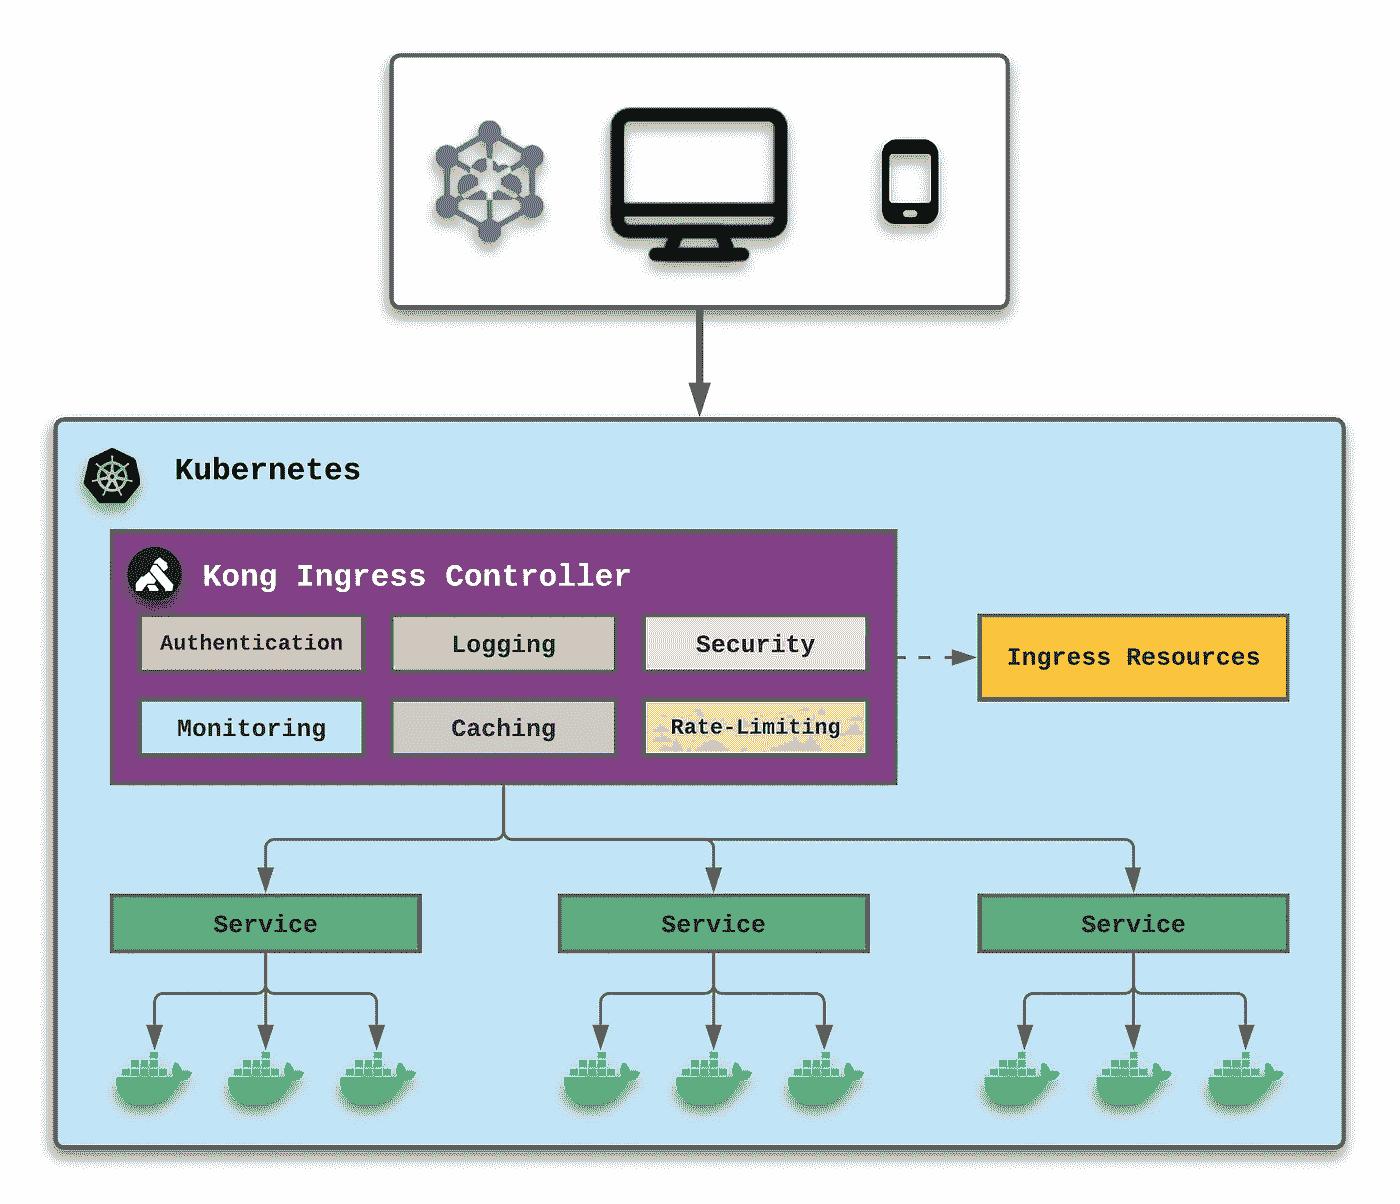 Kubernetes
Kong Ingress Controller
Authentication
Logging
Security
Monitoring
Caching
Rate-Limiting
Ingress Resources
Service
Service
Service